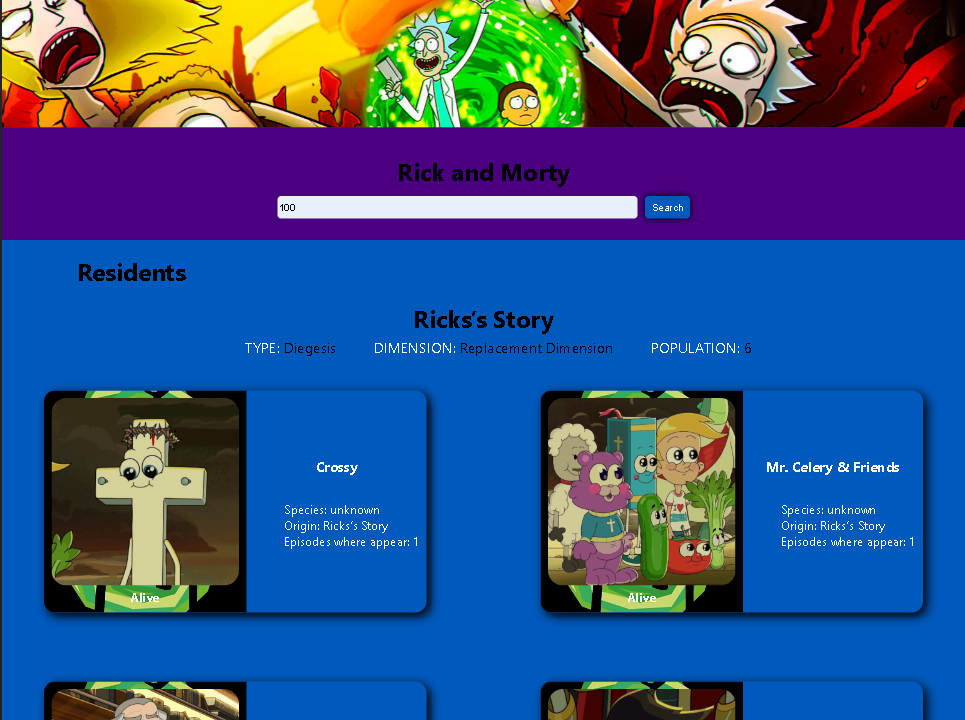 Rick and Morty
100
Search
Residents
Ricks's Story
TYPE: Diegesis DIMENSION: Replacement Dimension POPULATION: 6
Crossy
Species: unknown
Origin: Ricks's Story
Episodes where appear: 1
Alive
Mr. Celery & Friends
Species: unknown
Origin: Ricks's Story
Episodes where appear: 1
Alive